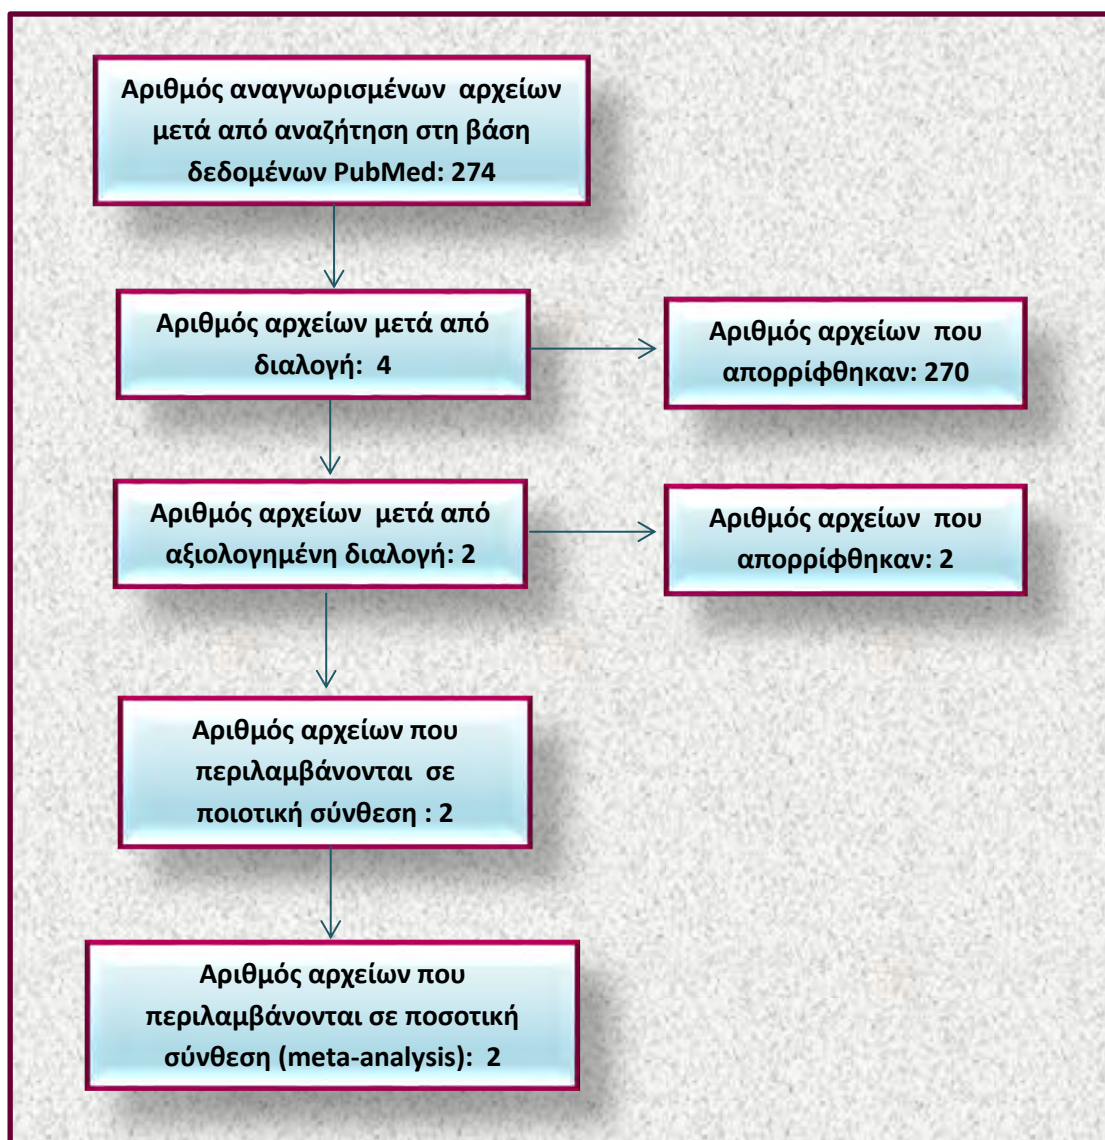 Αριθμός αναγνωρισμένων αρχείων
μετά από αναζήτηση στη βάση
δεδομένων PubMed: 274
Αριθμός αρχείων μετά από
διαλογή: 4
Αριθμός αρχείων που
απορρίφθηκαν: 270
Αριθμός αρχείων μετά από
αξιολογημένη διαλογή: 2
Αριθμός αρχείων που
απορρίφθηκαν: 2
Αριθμός αρχείων που
περιλαμβάνονται σε
ποιοτική σύνθεση : 2
Αριθμός αρχείων που
περιλαμβάνονται σε ποσοτική
σύνθεση (meta-analysis): 2